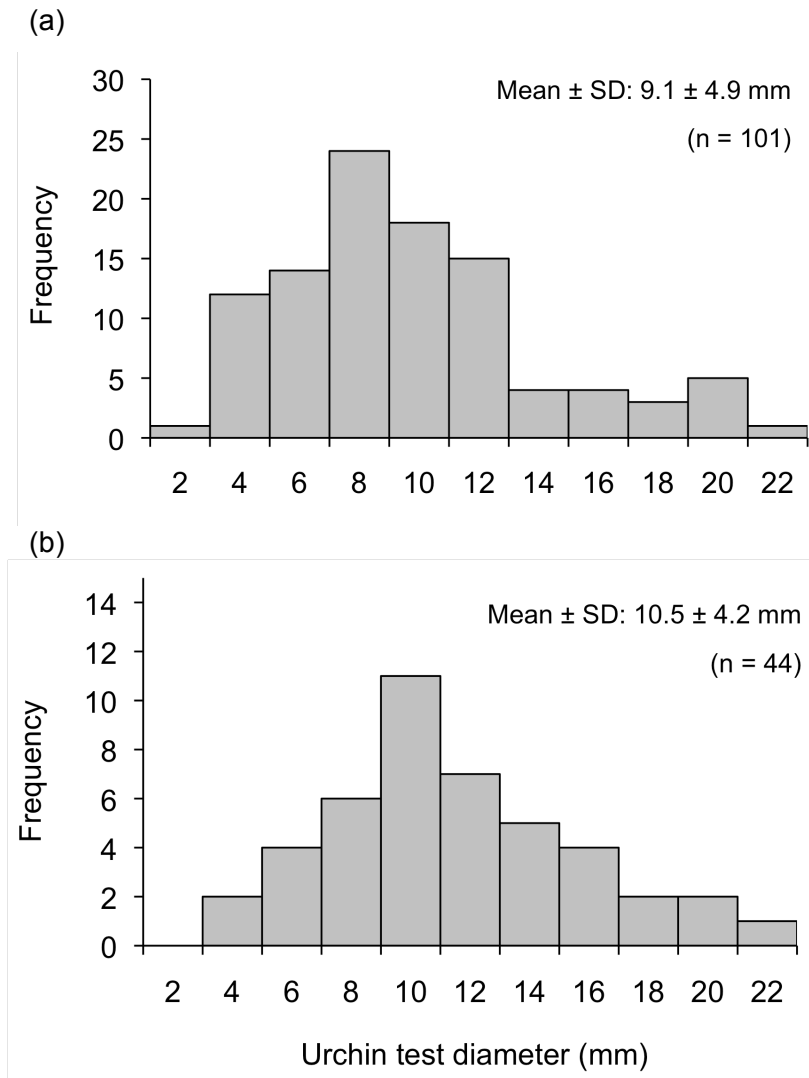 (a)
Mean ± SD: 9.1 ± 4.9 mm
(n = 101)
Frequency
30
25
20
15
10
5
0
2 4 6 8 10 12 14 16 18 20 22
(b)
Mean ± SD: 10.5 ± 4.2 mm
(n = 44)
Frequency
14
12
10
8
6
4
2
0
2 4 6 8 10 12 14 16 18 20 22
Urchin test diameter (mm)